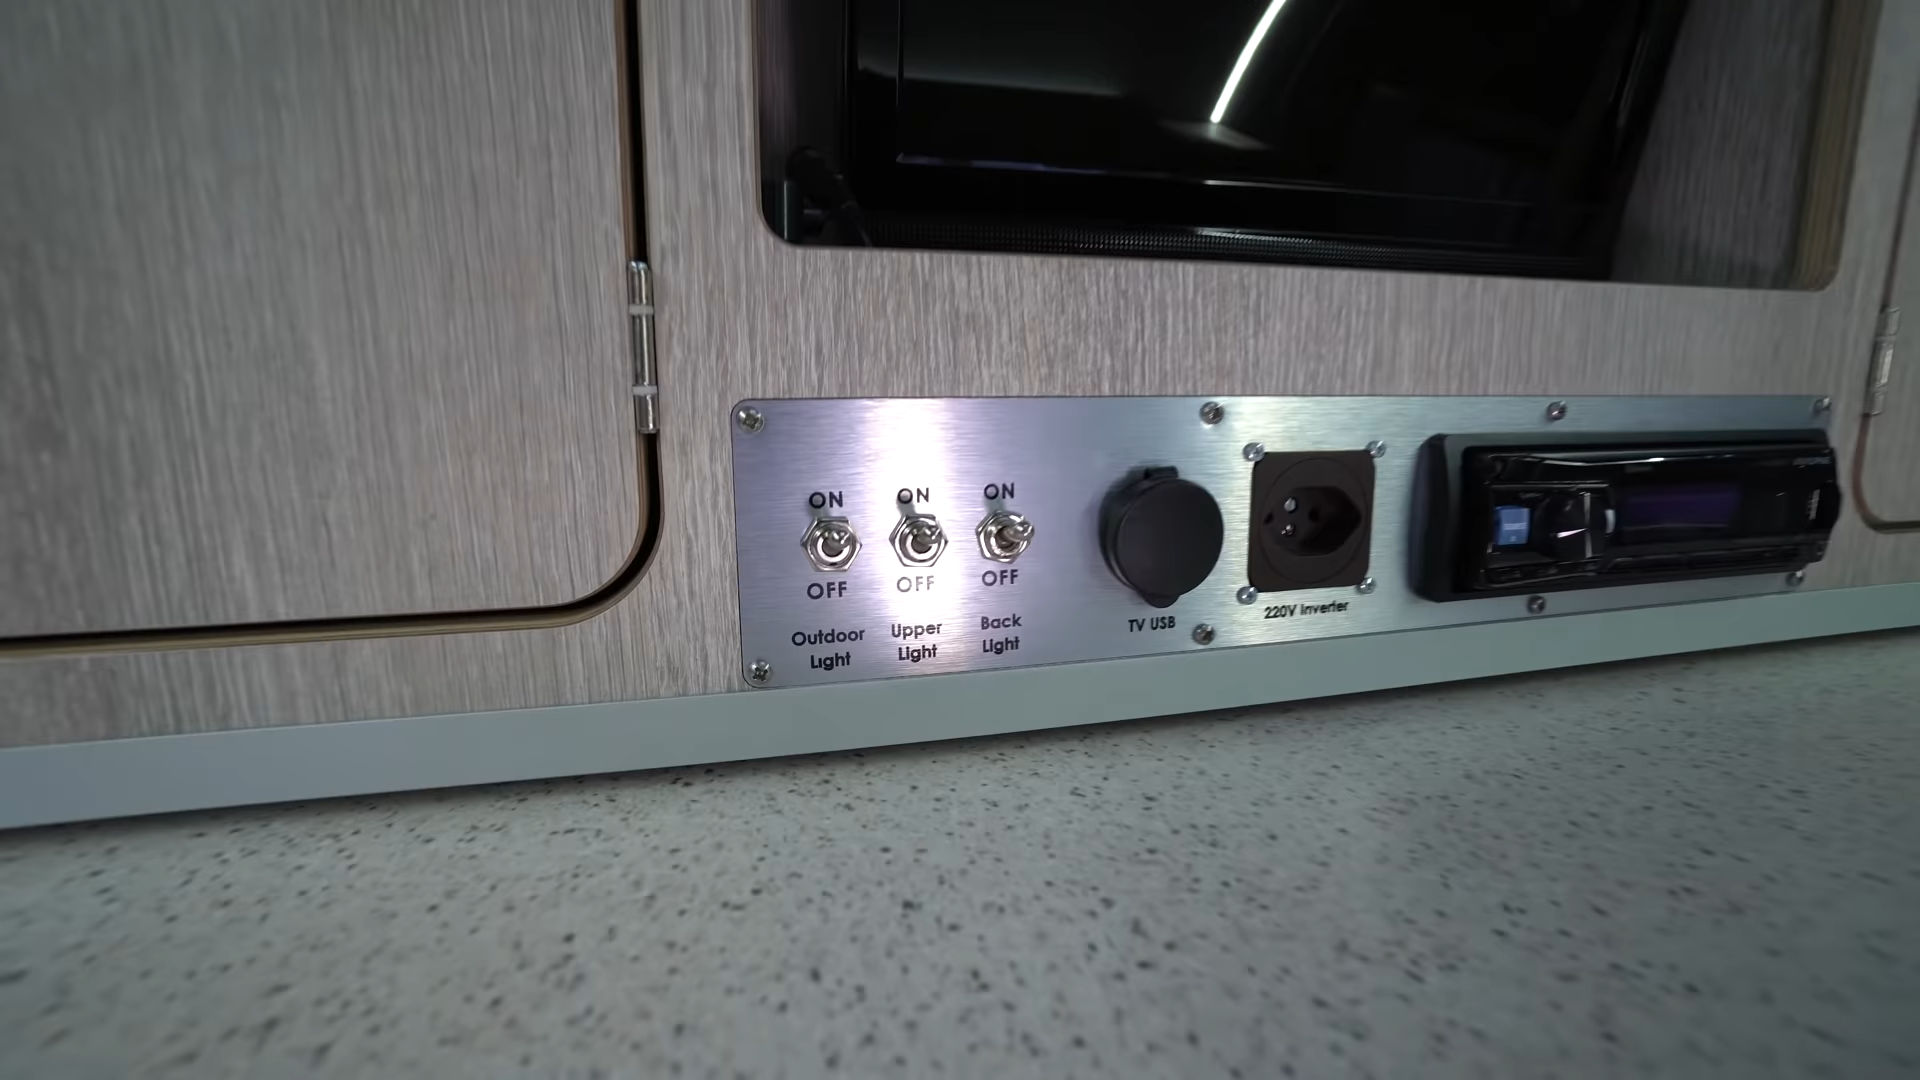 ON
ON
ON
OFF
OFF
OFF
Outdoor
Light
Upper
Light
Back
Light
TV USB
220V Inverter